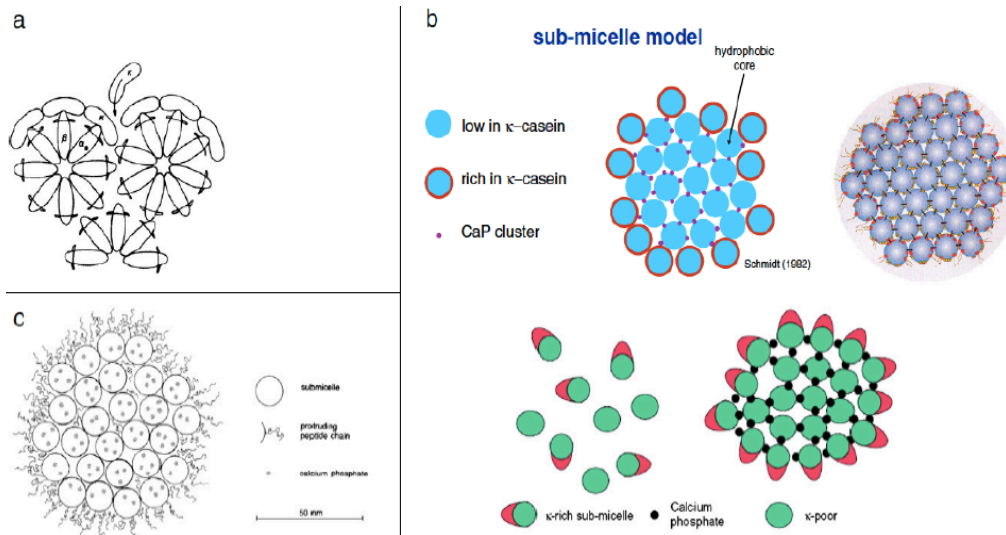 a
κ
κ
β
αs
b
sub-micelle model
hydrophobic
core
low in κ–casein
rich in κ–casein
CaP cluster
Schmidt (1982)
c
submicelle
protruding
peptide chain
calcium phosphate
50 nm
κ-rich sub-micelle
Calcium
phosphate
κ-poor